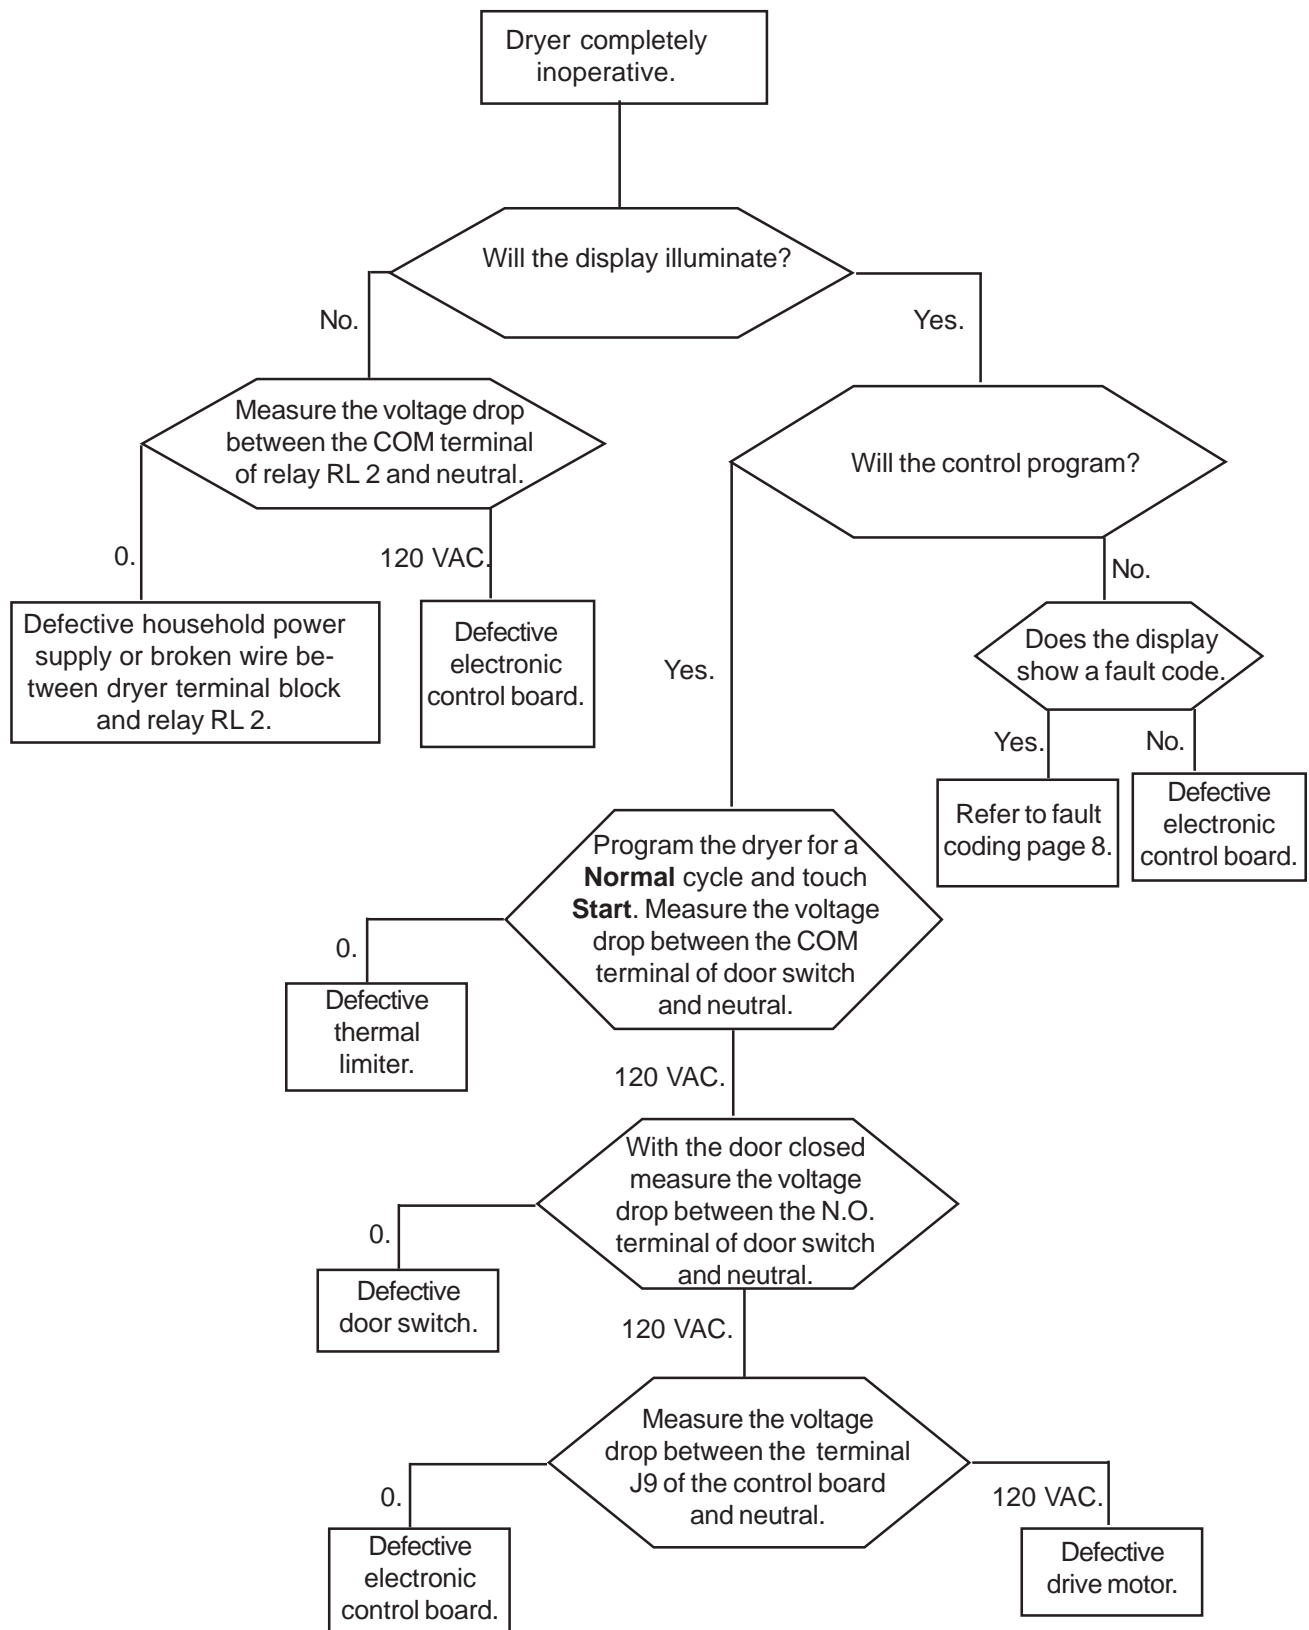 Dryer completely
inoperative.
Will the display illuminate?
No.
Yes.
Measure the voltage drop
between the COM terminal
of relay RL 2 and neutral.
Will the control program?
0.
120 VAC.
No.
Defective household power
supply or broken wire be-
tween dryer terminal block
and relay RL 2.
Defective
electronic
control board.
Yes.
Does the display
show a fault code.
Yes.
No.
Refer to fault
coding page 8.
Defective
electronic
control board.
Program the dryer for a
Normal cycle and touch
Start. Measure the voltage
drop between the COM
terminal of door switch
and neutral.
0.
Defective
thermal
limiter.
120 VAC.
With the door closed
measure the voltage
drop between the N.O.
terminal of door switch
and neutral.
0.
Defective
door switch.
120 VAC.
Measure the voltage
drop between the terminal
J9 of the control board
and neutral.
0.
120 VAC.
Defective
electronic
control board.
Defective
drive motor.